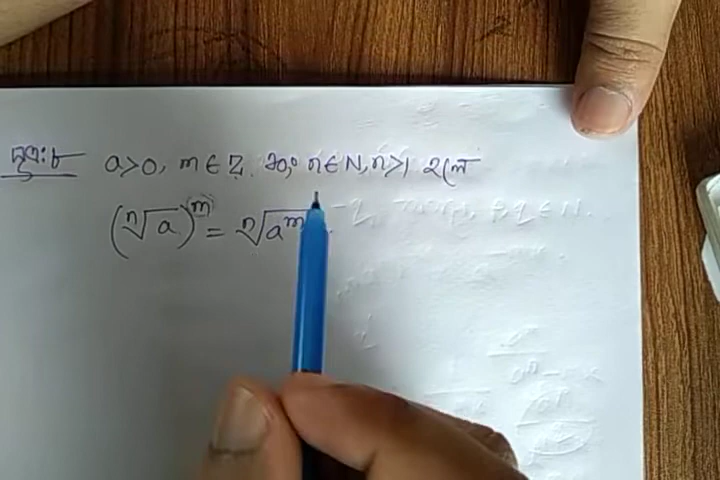 সূত্র:৮ a>0, m∈Z এবং n∈N, n>1 হলে
(ⁿ√a)ᵐ = ⁿ√aᵐ